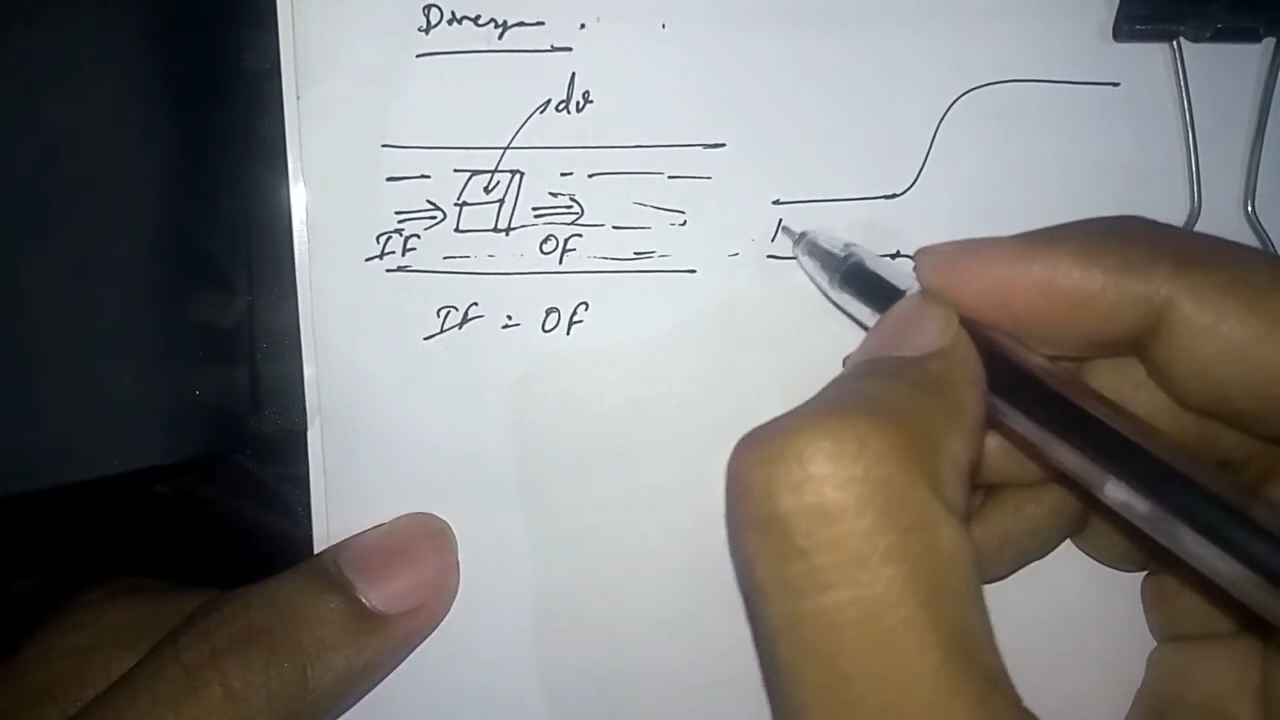 dv
IF OF
IF = OF